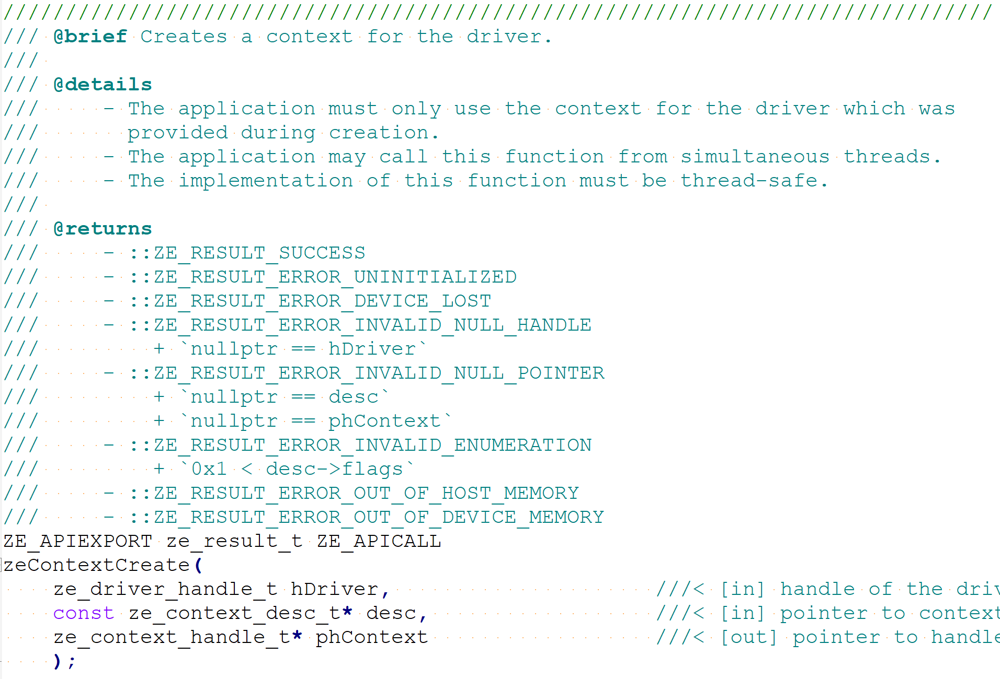 ///////////////////////////////////////////////////////////////////////////////
/// @brief Creates a context for the driver.
///
/// @details
///     - The application must only use the context for the driver which was
///       provided during creation.
///     - The application may call this function from simultaneous threads.
///     - The implementation of this function must be thread-safe.
///
/// @returns
///     - ::ZE_RESULT_SUCCESS
///     - ::ZE_RESULT_ERROR_UNINITIALIZED
///     - ::ZE_RESULT_ERROR_DEVICE_LOST
///     - ::ZE_RESULT_ERROR_INVALID_NULL_HANDLE
///         + `nullptr == hDriver`
///     - ::ZE_RESULT_ERROR_INVALID_NULL_POINTER
///         + `nullptr == desc`
///         + `nullptr == phContext`
///     - ::ZE_RESULT_ERROR_INVALID_ENUMERATION
///         + `0x1 < desc->flags`
///     - ::ZE_RESULT_ERROR_OUT_OF_HOST_MEMORY
///     - ::ZE_RESULT_ERROR_OUT_OF_DEVICE_MEMORY
ZE_APIEXPORT ze_result_t ZE_APICALL
zeContextCreate(
    ze_driver_handle_t hDriver,                     ///< [in] handle of the
    const ze_context_desc_t* desc,                  ///< [in] pointer to context
    ze_context_handle_t* phContext                  ///< [out] pointer to handle
    );